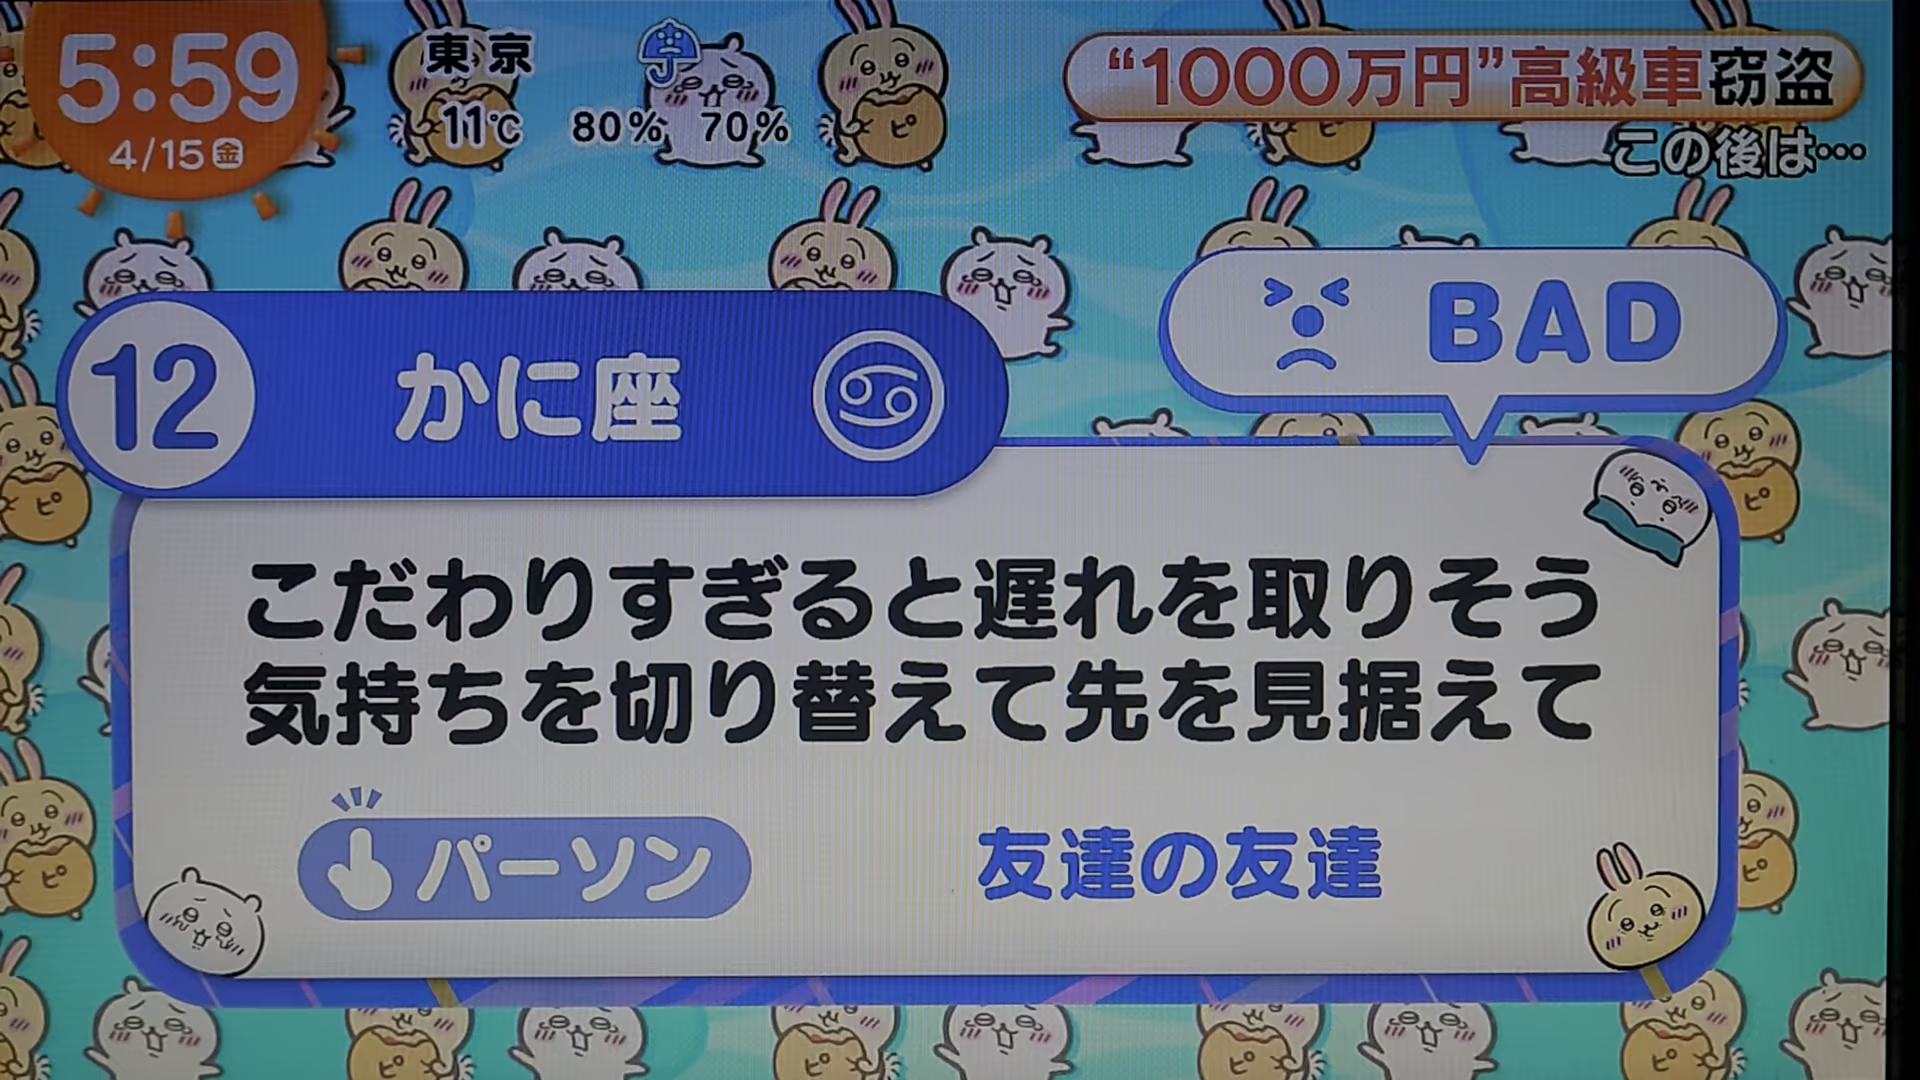 5:59
4/15金
東京
11℃
80% 70%
“1000万円”高級車窃盗
この後は…
12 かに座
BAD
こだわりすぎると遅れを取りそう
気持ちを切り替えて先を見据えて
パーソン 友達の友達